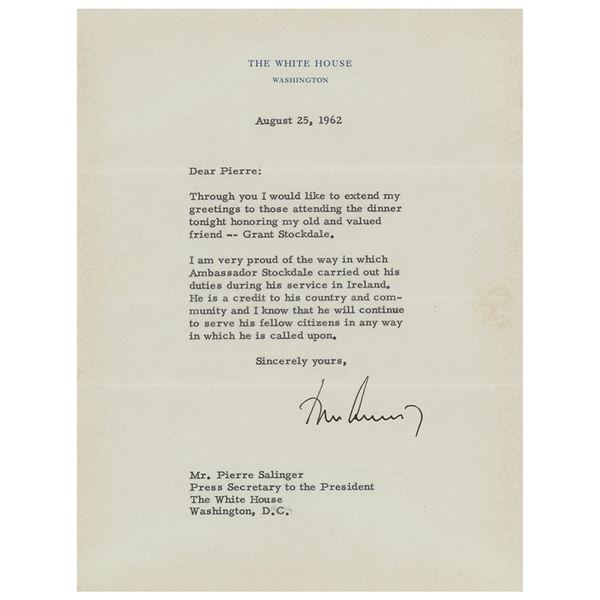 THE WHITE HOUSE
WASHINGTON
August 25, 1962
Dear Pierre:
Through you I would like to extend my
greetings to those attending the dinner
tonight honoring my old and valued
friend -- Grant Stockdale.
I am very proud of the way in which
Ambassador Stockdale carried out his
duties during his service in Ireland.
He is a credit to his country and com-
munity and I know that he will continue
to serve his fellow citizens in any way
in which he is called upon.
Sincerely yours,
Mr. Pierre Salinger
Press Secretary to the President
The White House
Washington, D.C.